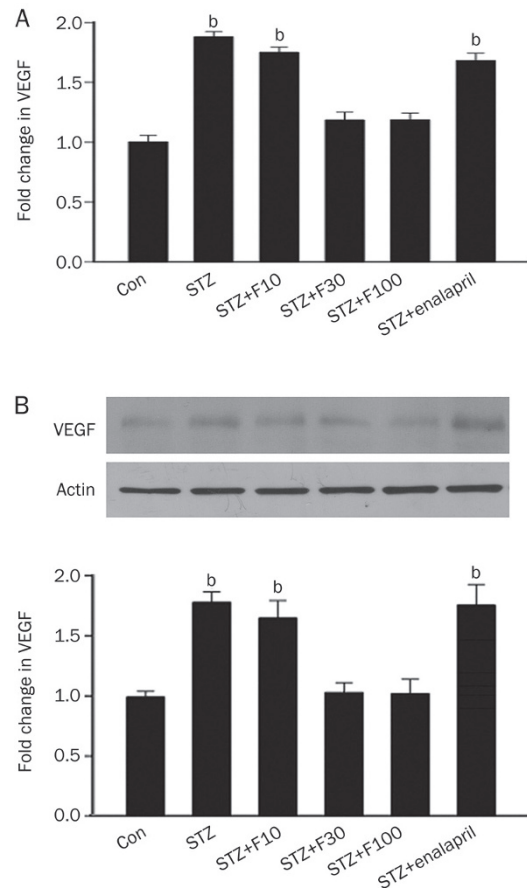 A
Fold change in VEGF
2.0
1.5
1.0
0.5
0.0
b
b
b
Con
STZ
STZ+F10
STZ+F30
STZ+F100
STZ+enalapril
B
VEGF
Actin
Fold change in VEGF
2.0
1.5
1.0
0.5
0.0
b
b
b
Con
STZ
STZ+F10
STZ+F30
STZ+F100
STZ+enalapril